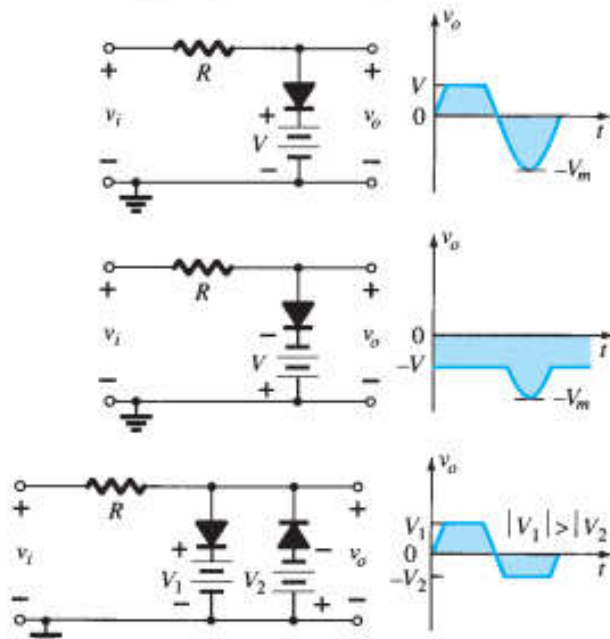 v_o
+
R
+
V
v_i
+
V
v_o
0
t
−
−
−
−V_m
v_o
+
R
+
v_i
−
v_o
0
t
V
−V
−
+
−
−V_m
v_o
+
R
+
V_1
|V_1| > |V_2
v_i
+
−
v_o
0
V_1
V_2
t
−
−
+
−
−V_2